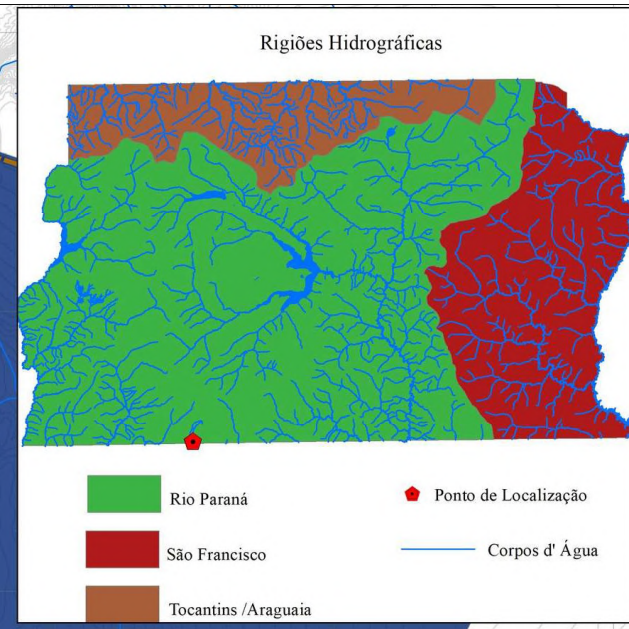 Rigiões Hidrográficas
Rio Paraná
Ponto de Localização
São Francisco
Corpos d' Água
Tocantins /Araguaia